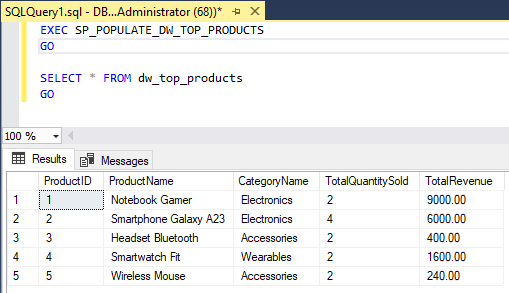 SQLQuery1.sql - DB...Administrator (68))*
EXEC SP_POPULATE_DW_TOP_PRODUCTS
GO
SELECT * FROM dw_top_products
GO
100 %
Results Messages
ProductID ProductName CategoryName TotalQuantitySold TotalRevenue
1 1 Notebook Gamer Electronics 2 9000.00
2 2 Smartphone Galaxy A23 Electronics 4 6000.00
3 3 Headset Bluetooth Accessories 2 400.00
4 4 Smartwatch Fit Wearables 2 1600.00
5 5 Wireless Mouse Accessories 2 240.00